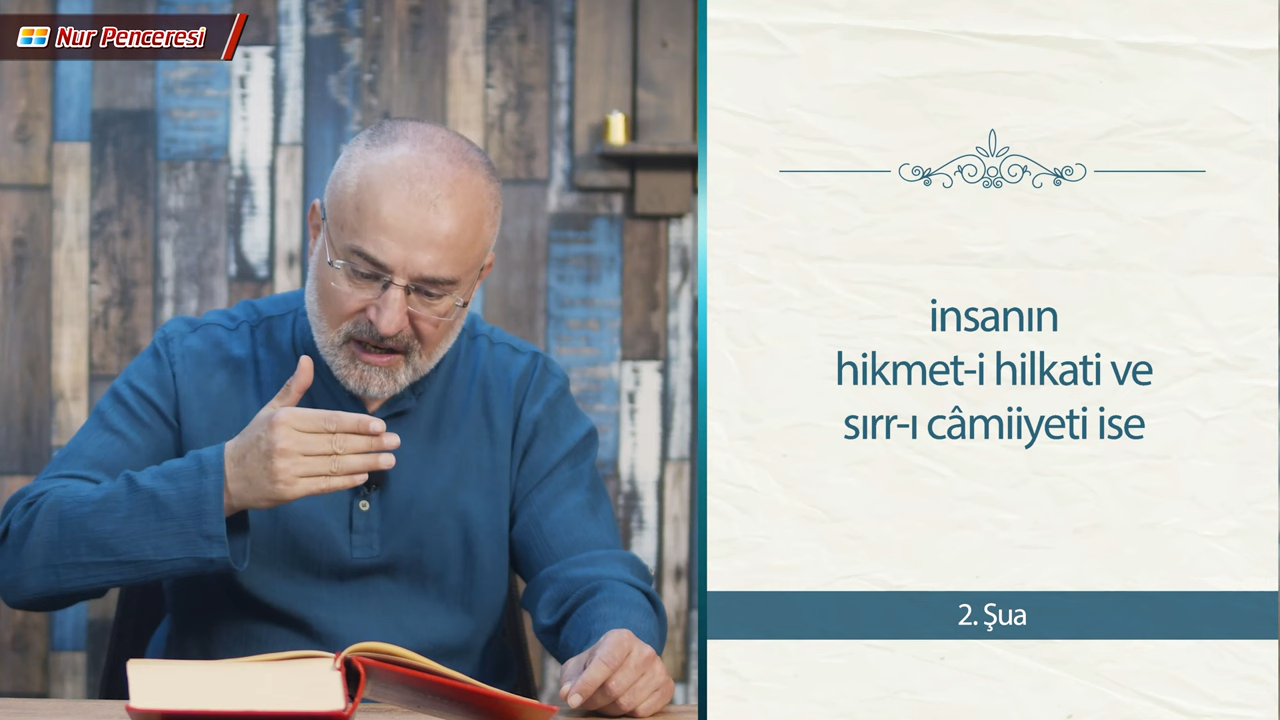 Nur Penceresi
insanın
hikmet-i hilkati ve
sırr-ı câmiiyeti ise
2. Şua